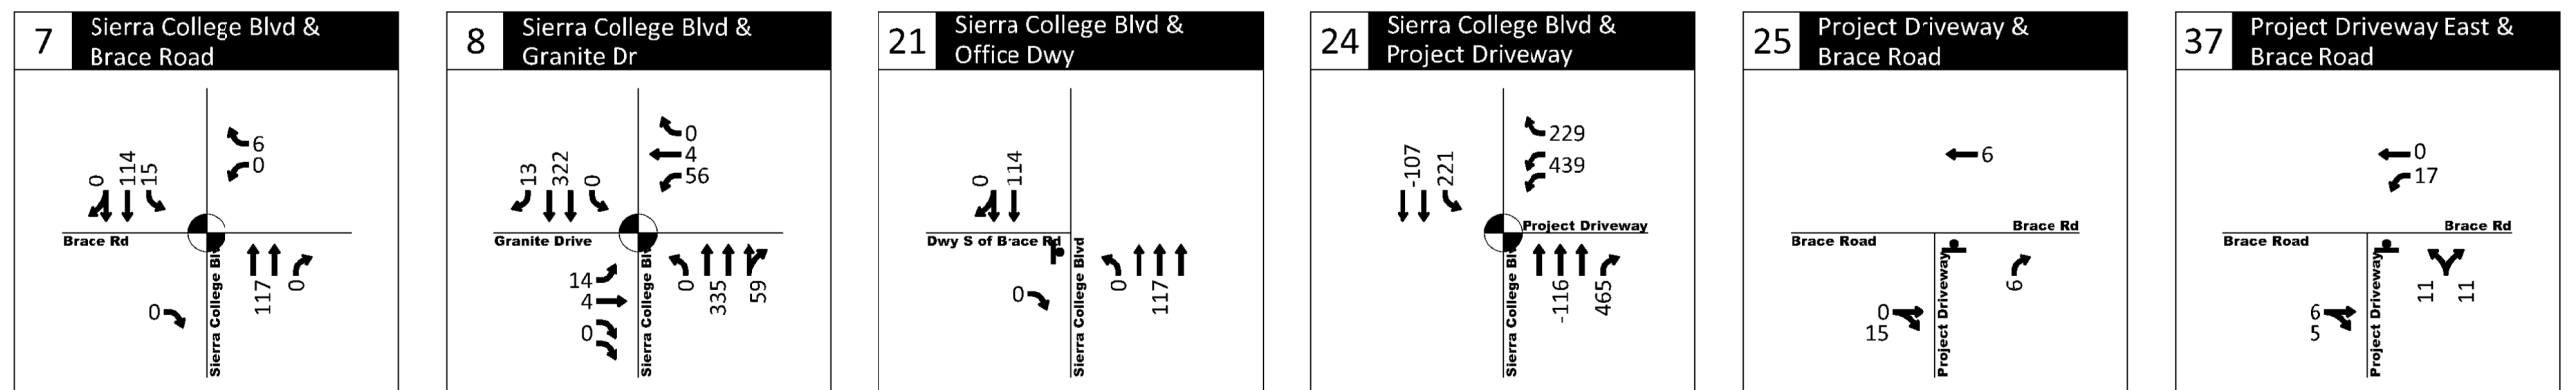 7
Sierra College Blvd &
Brace Road
0
114
15
6
0
Brace Rd
Sierra College Blv
117
0
0
8
Sierra College Blvd &
Granite Dr
13
322
0
0
4
56
Granite Drive
Sierra College Blv
14
4
0
0
335
59
21
Sierra College Blvd &
Office Dwy
0
114
Dwy S of Brace Rd
Sierra College Blvd
0
0
117
24
Sierra College Blvd &
Project Driveway
-107
221
229
439
Project Driveway
Sierra College Blv
-116
465
25
Project Driveway &
Brace Road
6
Brace Road
Brace Rd
Project Driveway
0
15
6
37
Project Driveway East &
Brace Road
0
17
Brace Road
Brace Rd
Project Driveway
6
5
11
11